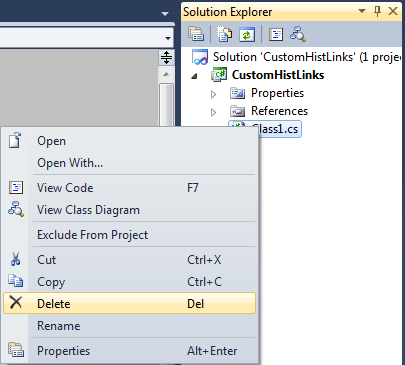 Solution Explorer
Solution 'CustomHistLinks' (1 proje
CustomHistLinks
Properties
References
Class1.cs
Open
Open With...
View Code F7
View Class Diagram
Exclude From Project
Cut Ctrl+X
Copy Ctrl+C
Delete Del
Rename
Properties Alt+Enter